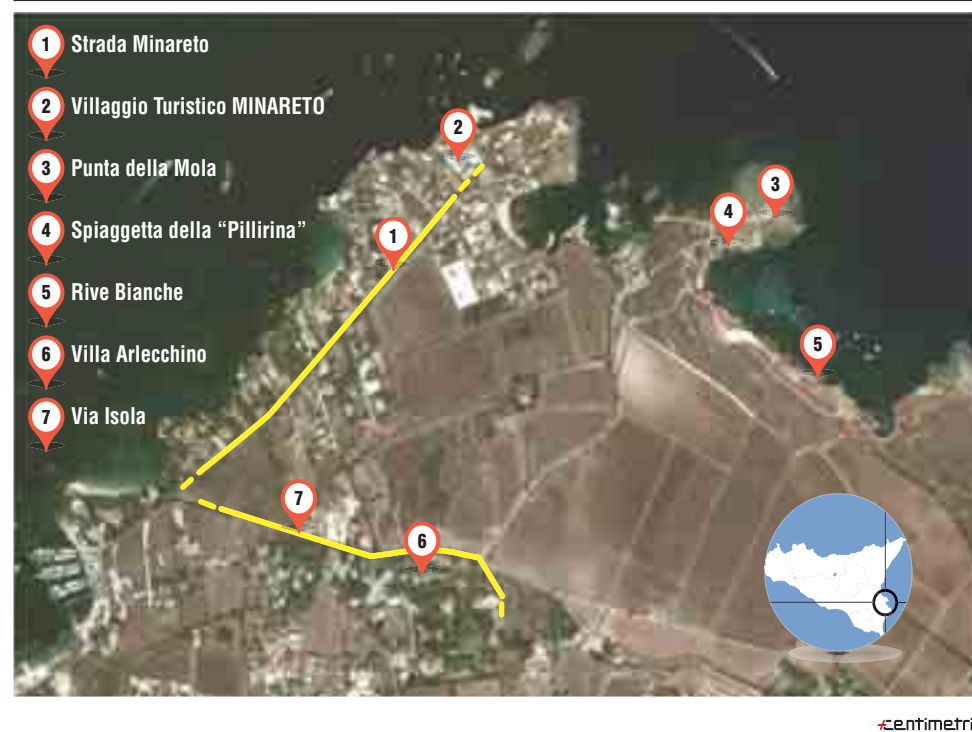 1 Strada Minareto
2 Villaggio Turistico MINARETO
3 Punta della Mola
4 Spiaggetta della “Pillirina”
5 Rive Bianche
6 Villa Arlecchino
7 Via Isola
2
3
4
1
5
7
6
centimetri